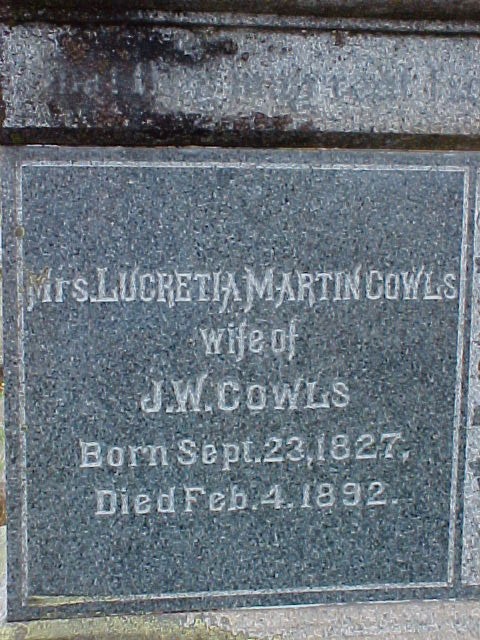 Mrs. LUCRETIA MARTIN COWLS
wife of
J.W. COWLS
Born Sept. 23, 1827,
Died Feb. 4. 1892.